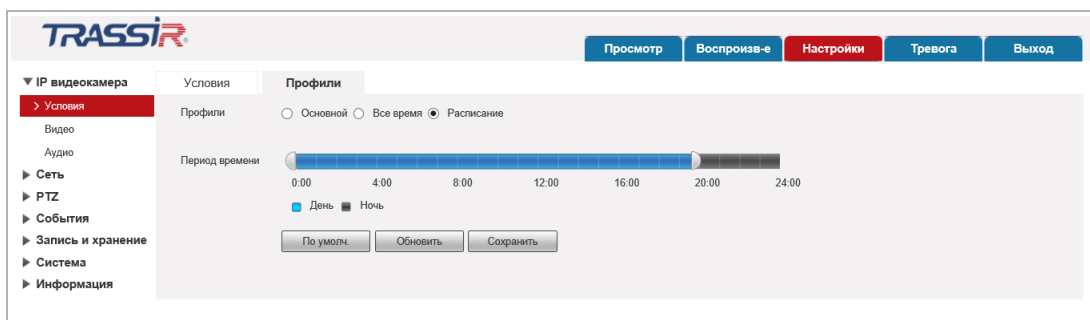 TRASSIR
Просмотр Воспроизв-е Настройки Тревога Выход
IP видеокамера
Условия
Видео
Аудио
Сеть
PTZ
События
Запись и хранение
Система
Информация
Условия Профили
Профили Основной Все время Расписание
Период времени
0:00 4:00 8:00 12:00 16:00 20:00 24:00
День Ночь
По умолч. Обновить Сохранить